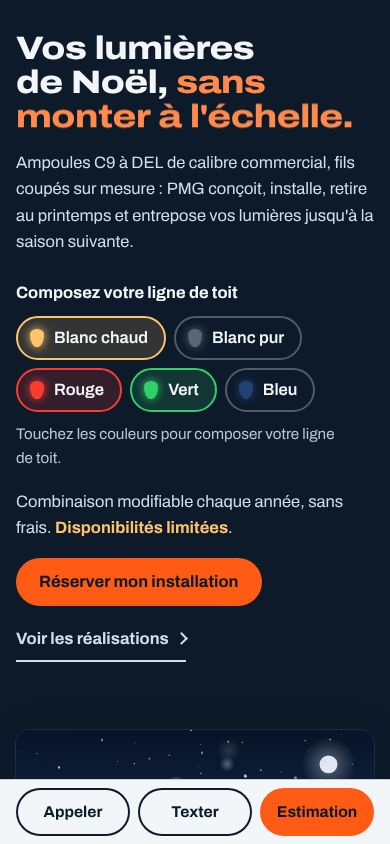 Vos lumières
de Noël, sans
monter à l'échelle.
Ampoules C9 à DEL de calibre commercial, fils
coupés sur mesure : PMG conçoit, installe, retire
au printemps et entrepose vos lumières jusqu'à la
saison suivante.
Composez votre ligne de toit
Blanc chaud
Blanc pur
Rouge
Vert
Bleu
Touchez les couleurs pour composer votre ligne
de toit.
Combinaison modifiable chaque année, sans
frais. Disponibilités limitées.
Réserver mon installation
Voir les réalisations
Appeler
Texter
Estimation